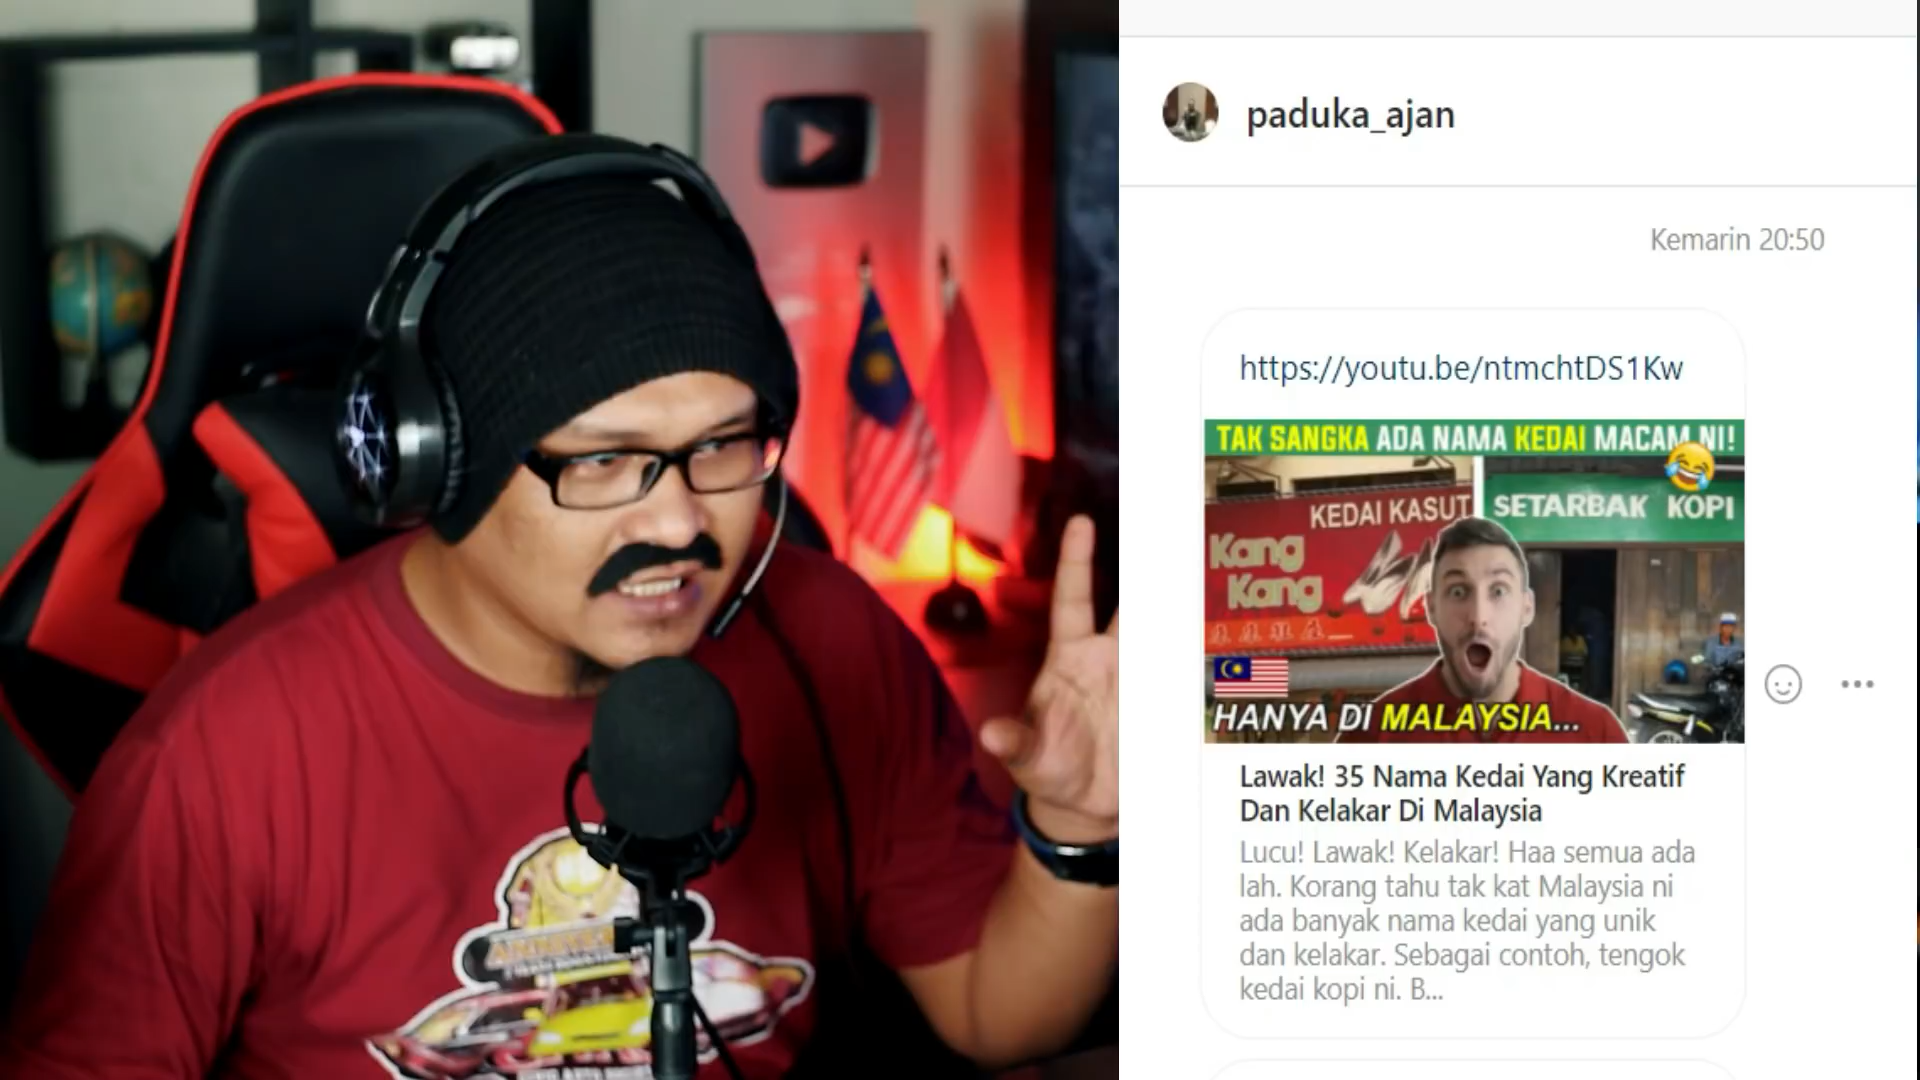 paduka_ajan
Kemarin 20:50
https://youtu.be/ntmchtDS1Kw
TAK SANGKA ADA NAMA KEDAI MACAM NI!
KEDAI KASUT
Kang
Kang
SETARBAK KOPI
HANYA DI MALAYSIA...
Lawak! 35 Nama Kedai Yang Kreatif
Dan Kelakar Di Malaysia
Lucu! Lawak! Kelakar! Haa semua ada
lah. Korang tahu tak kat Malaysia ni
ada banyak nama kedai yang unik
dan kelakar. Sebagai contoh, tengok
kedai kopi ni. B...